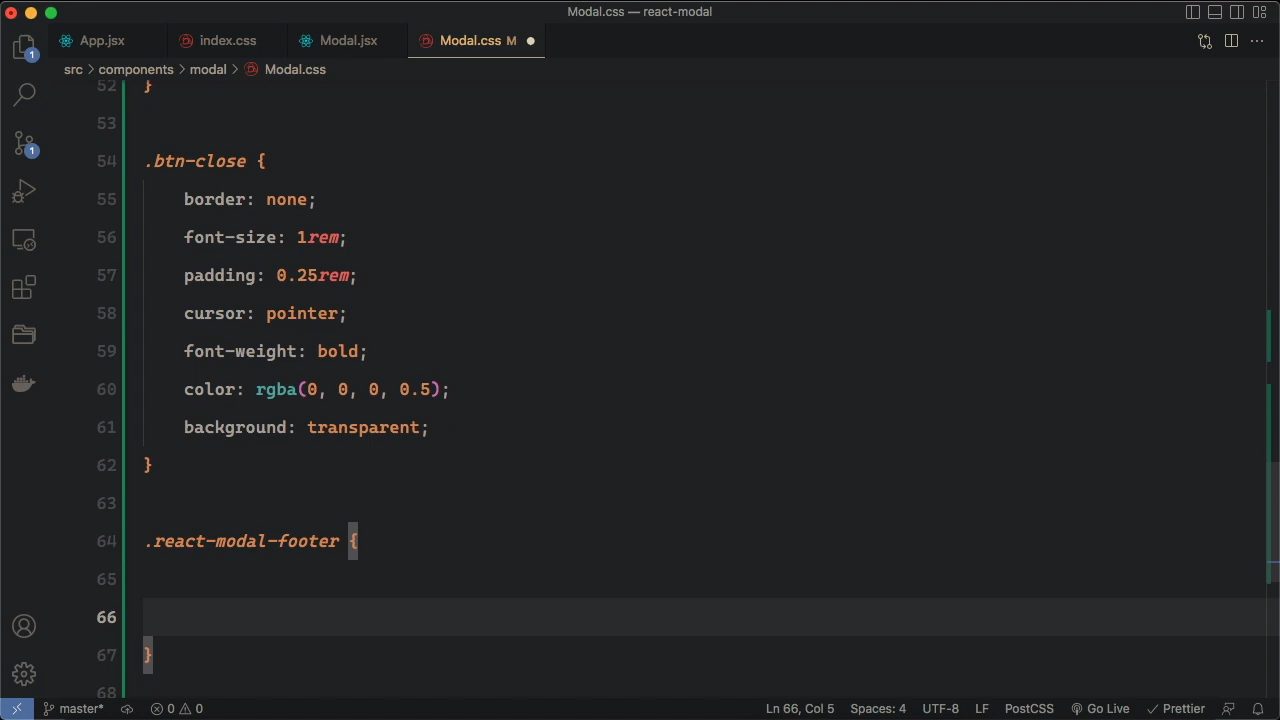 Modal.css — react-modal
App.jsx
index.css
Modal.jsx
Modal.css M
src > components > modal > Modal.css
1
1
52 }
53
54 .btn-close {
55 border: none;
56 font-size: 1rem;
57 padding: 0.25rem;
58 cursor: pointer;
59 font-weight: bold;
60 color: rgba(0, 0, 0, 0.5);
61 background: transparent;
62 }
63
64 .react-modal-footer {
65
66
67 }
68
master* 0 0 Ln 66, Col 5 Spaces: 4 UTF-8 LF PostCSS Go Live Prettier